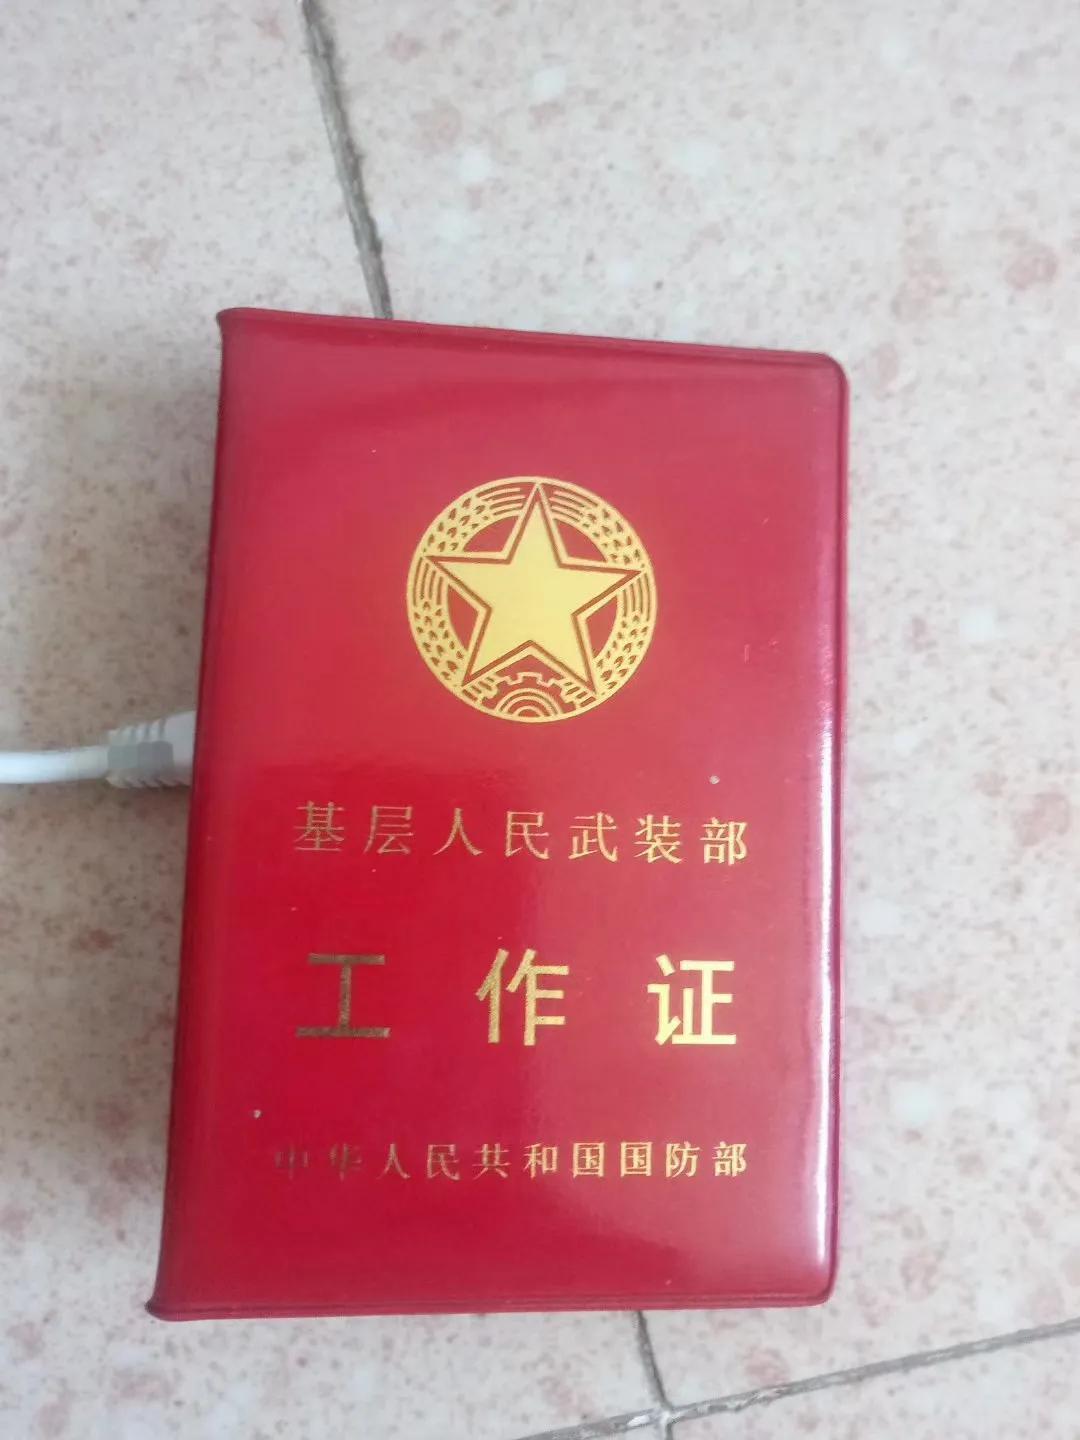 基层人民武装部
工作证
中华人民共和国国防部